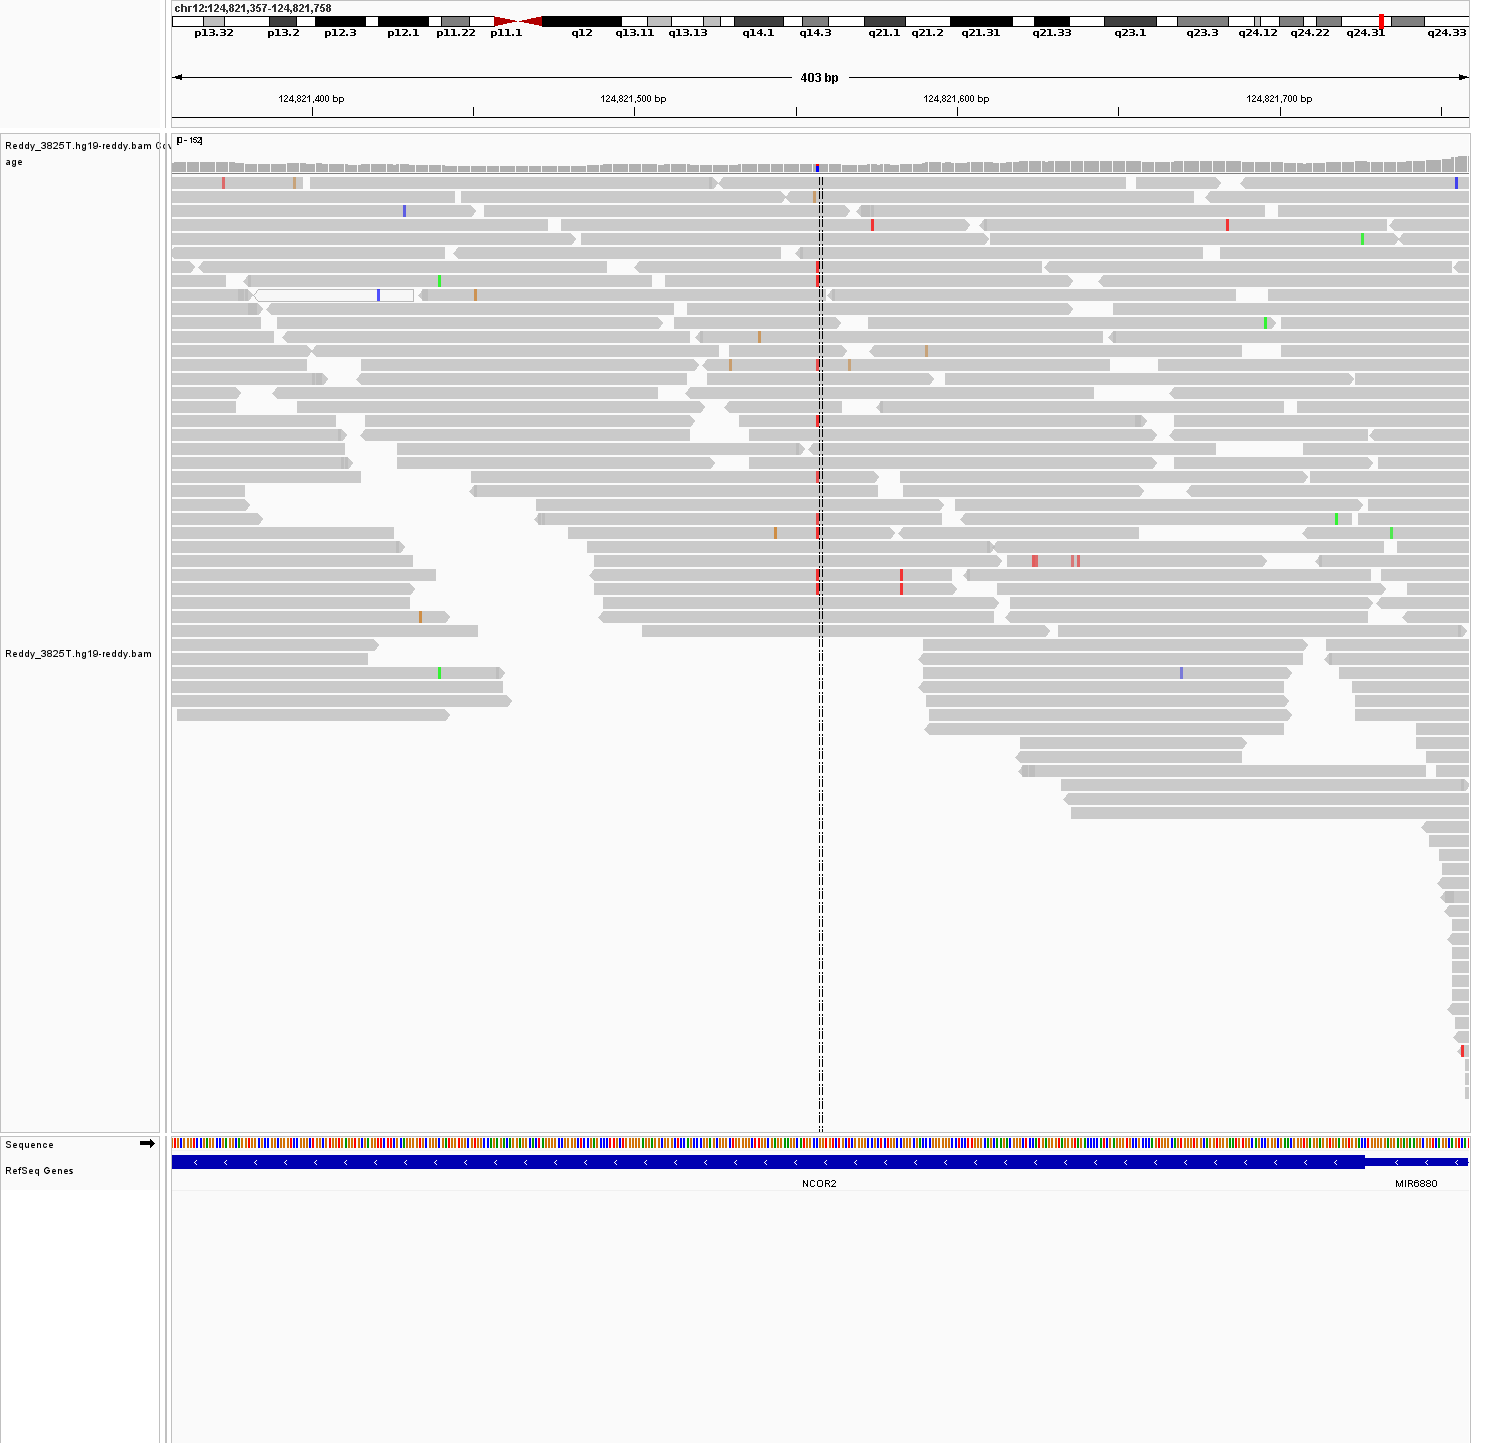 chr12:124,821,357-124,821,758
p13.32 p13.2 p12.3 p12.1 p11.22 p11.1 q12 q13.11 q13.13 q14.1 q14.3 q21.1 q21.2 q21.31 q21.33 q23.1 q23.3 q24.12 q24.22 q24.31 q24.33
403 bp
124,821,400 bp 124,821,500 bp 124,821,600 bp 124,821,700 bp
[0 - 152]
Reddy_3825T.hg19-reddy.bam Cov
age
Reddy_3825T.hg19-reddy.bam
Sequence
RefSeq Genes
NCOR2 MIR6880